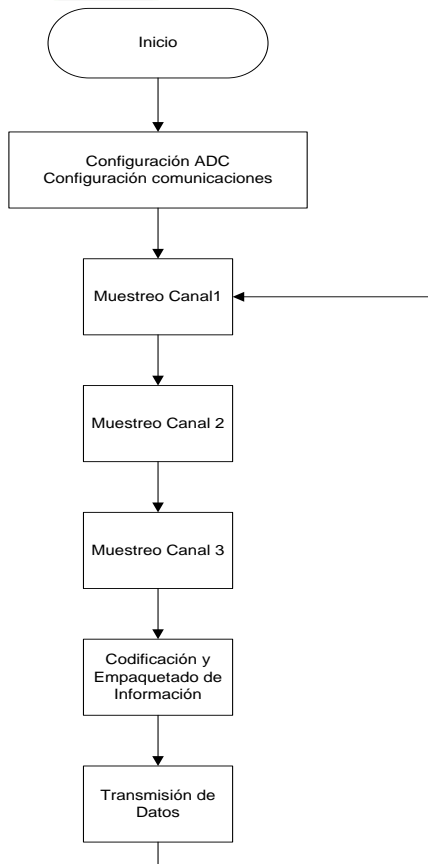 Inicio
Configuración ADC
Configuración comunicaciones
Muestreo Canal1
Muestreo Canal 2
Muestreo Canal 3
Codificación y
Empaquetado de
Información
Transmisión de
Datos